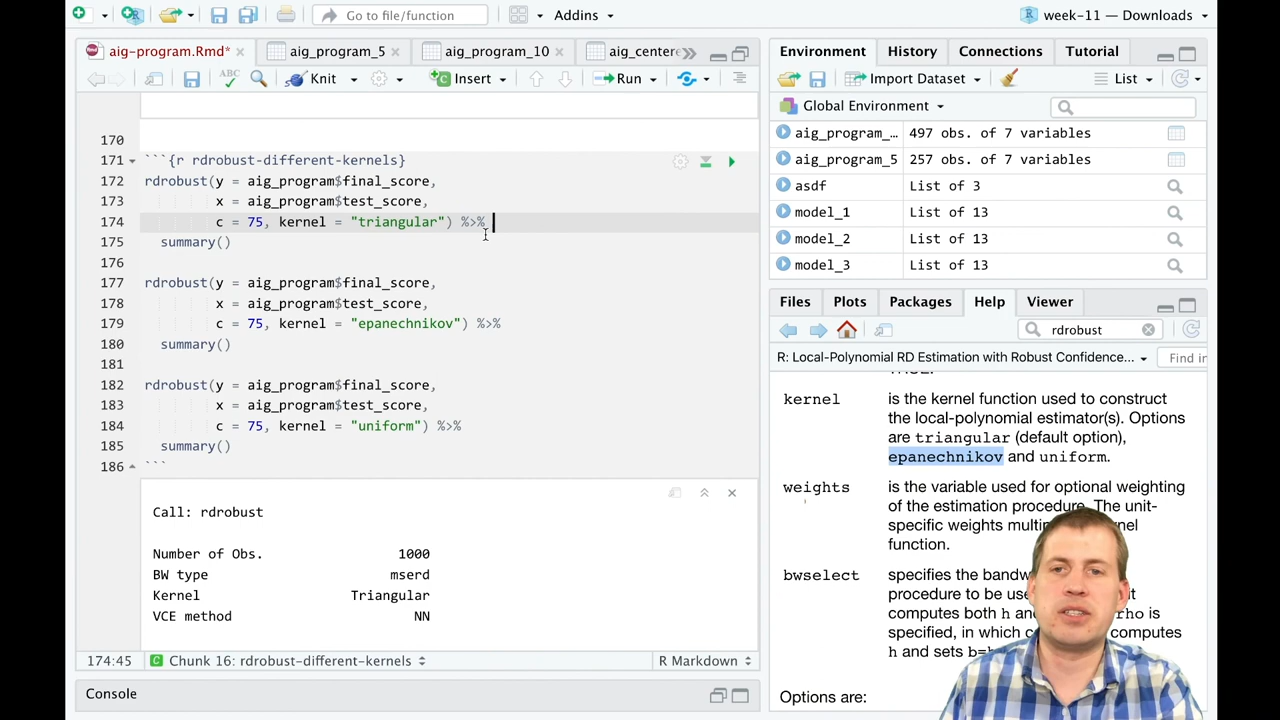 Go to file/function
Addins
week-11 — Downloads
aig-program.Rmd*
aig_program_5
aig_program_10
aig_center
ABC
Knit
Insert
Run
170
171 ```{r rdrobust-different-kernels}
172 rdrobust(y = aig_program$final_score,
173 x = aig_program$test_score,
174 c = 75, kernel = "triangular") %>%
175 summary()
176
177 rdrobust(y = aig_program$final_score,
178 x = aig_program$test_score,
179 c = 75, kernel = "epanechnikov") %>%
180 summary()
181
182 rdrobust(y = aig_program$final_score,
183 x = aig_program$test_score,
184 c = 75, kernel = "uniform") %>%
185 summary()
186 ```
Call: rdrobust
Number of Obs. 1000
BW type mserd
Kernel Triangular
VCE method NN
174:45 Chunk 16: rdrobust-different-kernels R Markdown
Console
Environment History Connections Tutorial
Import Dataset List
Global Environment
aig_program_… 497 obs. of 7 variables
aig_program_5 257 obs. of 7 variables
asdf List of 3
model_1 List of 13
model_2 List of 13
model_3 List of 13
Files Plots Packages Help Viewer
rdrobust
R: Local-Polynomial RD Estimation with Robust Confidence... Find in
kernel is the kernel function used to construct
the local-polynomial estimator(s). Options
are triangular (default option),
epanechnikov and uniform.
weights is the variable used for optional weighting
of the estimation procedure. The unit-
specific weights
function.
bwselect specifies the
procedure to be
computes both h
specified, in which computes
h and sets
Options are: